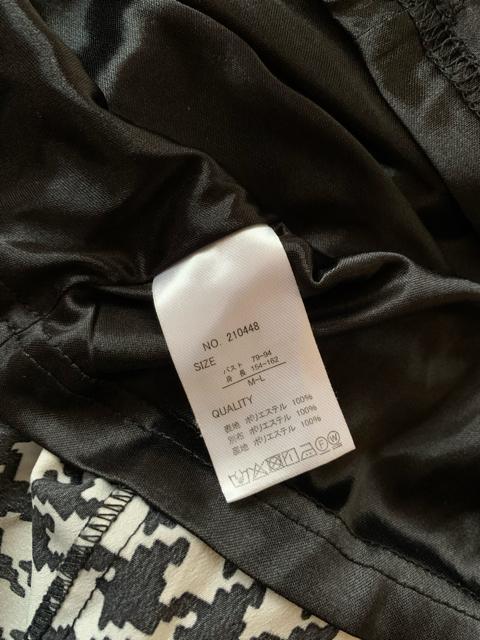 NO. 210448
SIZE
バスト 79-94
身 長 154-162
M-L
QUALITY
表地 ポリエステル 100%
別布 ポリエステル 100%
裏地 ポリエステル 100%